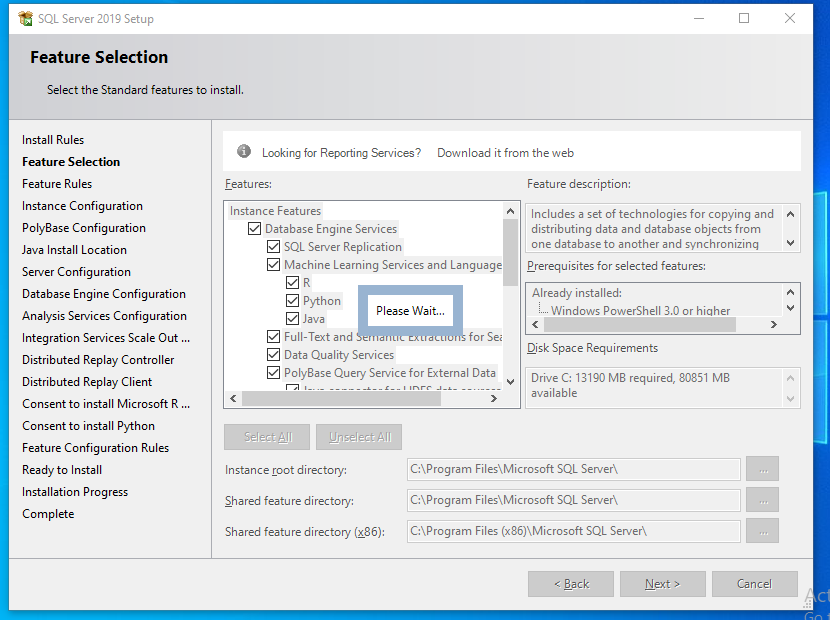 SQL Server 2019 Setup
Feature Selection
Select the Standard features to install.
Install Rules
Feature Selection
Feature Rules
Instance Configuration
PolyBase Configuration
Java Install Location
Server Configuration
Database Engine Configuration
Analysis Services Configuration
Integration Services Scale Out ...
Distributed Replay Controller
Distributed Replay Client
Consent to install Microsoft R ...
Consent to install Python
Feature Configuration Rules
Ready to Install
Installation Progress
Complete
Looking for Reporting Services? Download it from the web
Features:
Instance Features
Database Engine Services
SQL Server Replication
Machine Learning Services and Language
R
Python
Java
Full-Text and Semantic Extractions for Sea
Data Quality Services
PolyBase Query Service for External Data
Java connector for HDFS data sources
Please Wait...
Select All
Unselect All
Feature description:
Includes a set of technologies for copying and
distributing data and database objects from
one database to another and synchronizing
Prerequisites for selected features:
Already installed:
Windows PowerShell 3.0 or higher
Disk Space Requirements
Drive C: 13190 MB required, 80851 MB
available
Instance root directory:
C:\Program Files\Microsoft SQL Server\
...
Shared feature directory:
C:\Program Files\Microsoft SQL Server\
...
Shared feature directory (x86):
C:\Program Files (x86)\Microsoft SQL Server\
...
< Back
Next >
Cancel
Act
Go t